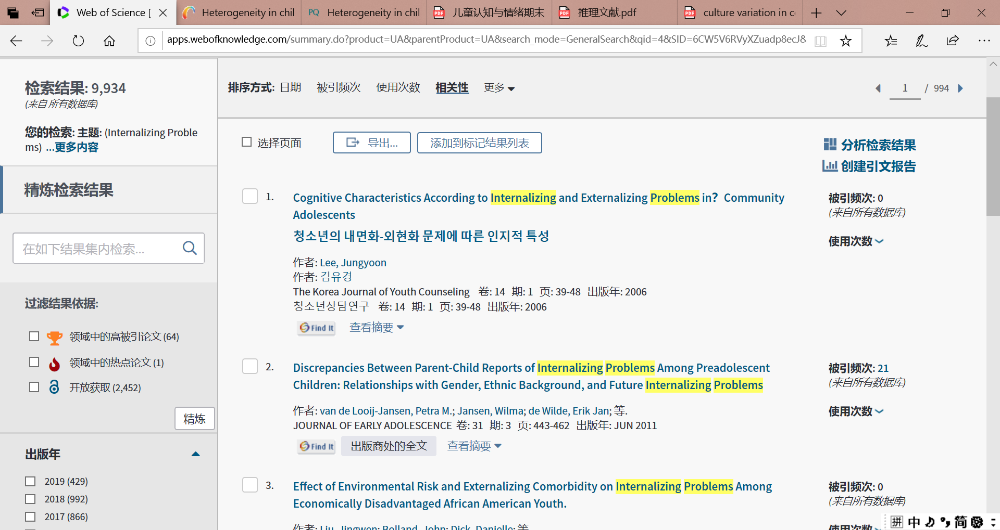 Web of Science [
Heterogeneity in chil
PQ Heterogeneity in chil
PDF 儿童认知与情绪期末
PDF 推理文献.pdf
PDF culture variation in c
apps.webofknowledge.com/summary.do?product=UA&parentProduct=UA&search_mode=GeneralSearch&qid=4&SID=6CW5V6RVyXZuadp8ecJ&
检索结果: 9,934
(来自所有数据库)
您的检索: 主题: (Internalizing Proble
ms) ...更多内容
精炼检索结果
在如下结果集内检索...
过滤结果依据:
领域中的高被引论文 (64)
领域中的热点论文 (1)
开放获取 (2,452)
精炼
出版年
2019 (429)
2018 (992)
2017 (866)
排序方式: 日期 被引频次 使用次数 相关性 更多
1 / 994
选择页面 导出... 添加到标记结果列表
分析检索结果
创建引文报告
1. Cognitive Characteristics According to Internalizing and Externalizing Problems in? Community
Adolescents
청소년의 내면화-외현화 문제에 따른 인지적 특성
作者: Lee, Jungyoon
作者: 김유경
The Korea Journal of Youth Counseling 卷: 14 期: 1 页: 39-48 出版年: 2006
청소년상담연구 卷: 14 期: 1 页: 39-48 出版年: 2006
Find It 查看摘要
被引频次: 0
(来自所有数据库)
使用次数
2. Discrepancies Between Parent-Child Reports of Internalizing Problems Among Preadolescent
Children: Relationships with Gender, Ethnic Background, and Future Internalizing Problems
作者: van de Looij-Jansen, Petra M.; Jansen, Wilma; de Wilde, Erik Jan; 等.
JOURNAL OF EARLY ADOLESCENCE 卷: 31 期: 3 页: 443-462 出版年: JUN 2011
Find It 出版商处的全文 查看摘要
被引频次: 21
(来自所有数据库)
使用次数
3. Effect of Environmental Risk and Externalizing Comorbidity on Internalizing Problems Among
Economically Disadvantaged African American Youth.
作者: Liu, Jingwen; Bolland, John; Dick, Danielle; 等.
被引频次: 0
(来自所有数据库)
使用次数
拼 中 简